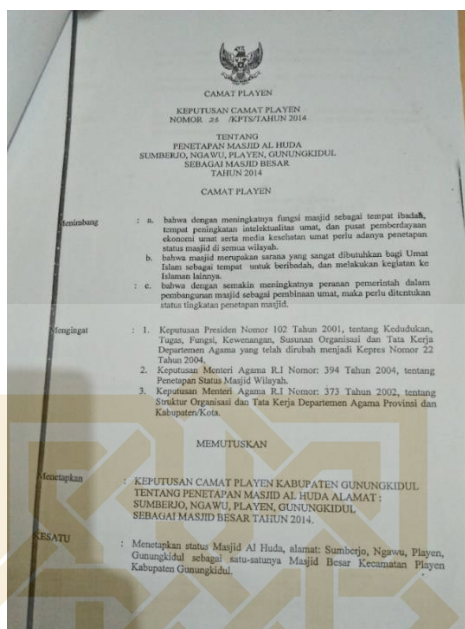 CAMAT PLAYEN
KEPUTUSAN CAMAT PLAYEN
NOMOR 28 /KPTS/TAHUN 2014
TENTANG
PENETAPAN MASJID AL HUDA
SUMBERJO, NGAWU, PLAYEN, GUNUNGKIDUL
SEBAGAI MASJID BESAR
TAHUN 2014
CAMAT PLAYEN
Menimbang : a. bahwa dengan meningkatnya fungsi masjid sebagai tempat ibadah,
tempat peningkatan intelektualitas umat, dan pusat pemberdayaan
ekonomi umat serta media kesehatan umat perlu adanya penetapan
status masjid di semua wilayah.
b. bahwa masjid merupakan sarana yang sangat dibutuhkan bagi Umat
Islam sebagai tempat untuk beribodah, dan melakukan kegiatan ke
Islaman lainnya.
: c. bahwa dengan semakin meningkatnya peranan pemerintah dalam
pembangunan masjid sebagai pembinaan umat, maka perlu ditentukan
status tingkatan penetapan masjid.
Mengingat : 1. Keputusan Presiden Nomor 102 Tahun 2001, tentang Kedudukan,
Tugas, Fungsi, Kewenangan, Susunan Organisasi dan Tata Kerja
Departemen Agama yang telah dirubah menjadi Kepres Nomor 22
Tahun 2004.
2. Keputusan Menteri Agama R.I Nomor: 394 Tahun 2004, tentang
Penetapan Status Masjid Wilayah.
3. Keputusan Menteri Agama R.I Nomor: 373 Tahun 2002, tentang
Struktur Organisasi dan Tata Kerja Departemen Agama Provinsi dan
Kabupaten/Kota.
MEMUTUSKAN
Menetapkan : KEPUTUSAN CAMAT PLAYEN KABUPATEN GUNUNGKIDUL
TENTANG PENETAPAN MASJID AL HUDA ALAMAT :
SUMBERJO, NGAWU, PLAYEN, GUNUNGKIDUL
SEBAGAI MASJID BESAR TAHUN 2014.
KESATU : Menetapkan status Masjid Al Huda, alamat: Sumberjo, Ngawu, Playen,
Gunungkidul sebagai satu-satunya Masjid Besar Kecamatan Playen
Kabupaten Gunungkidul.